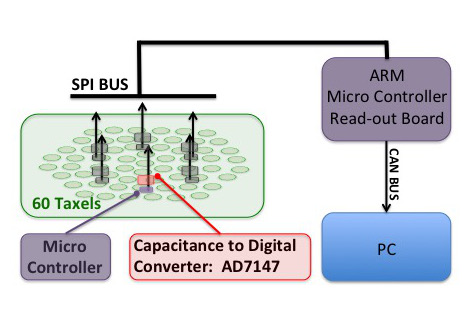 SPI BUS
ARM
Micro Controller
Read-out Board
CAN BUS
60 Taxels
Micro
Controller
Capacitance to Digital
Converter:  AD7147
PC